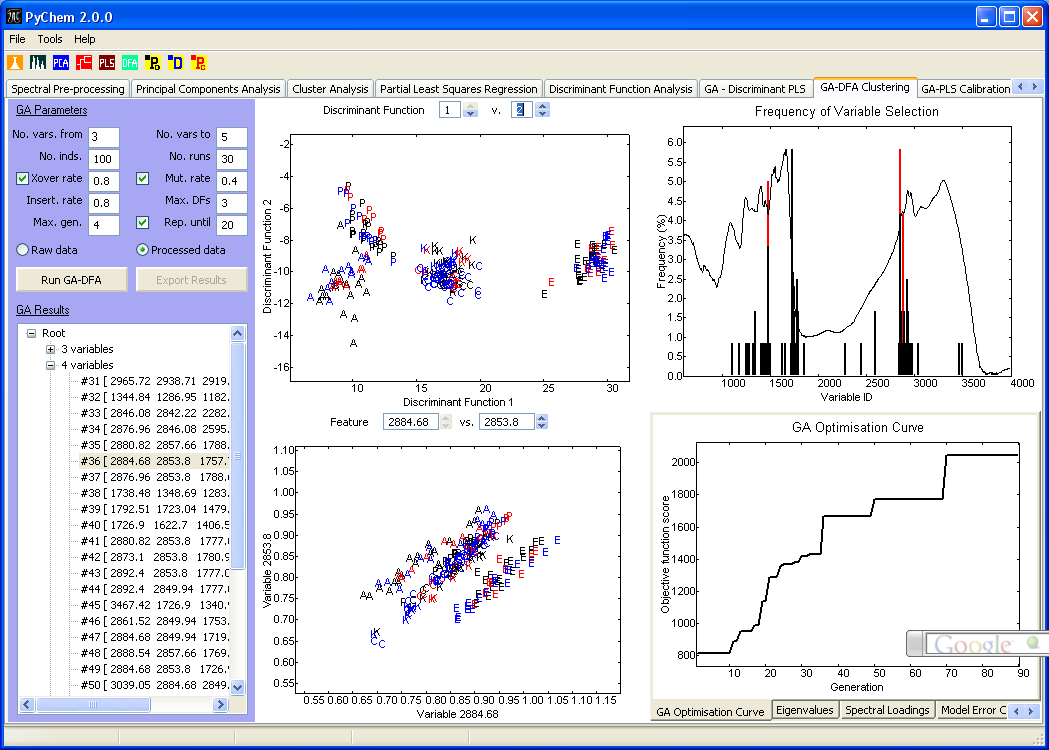 PyChem 2.0.0
File Tools Help
PCA PLS DFA
Spectral Pre-processing Principal Components Analysis Cluster Analysis Partial Least Squares Regression Discriminant Function Analysis GA - Discriminant PLS GA-DFA Clustering GA-PLS Calibration
GA Parameters
No. vars. from 3 No. vars to 5
No. inds. 100 No. runs 30
Xover rate 0.8 Mut. rate 0.4
Insert. rate 0.8 Max. DFs 3
Max. gen. 4 Rep. until 20
Raw data Processed data
Run GA-DFA Export Results
GA Results
Root
3 variables
4 variables
#31 [ 2965.72 2938.71 2919.
#32 [ 1344.84 1286.95 1182.
#33 [ 2846.08 2842.22 2282.
#34 [ 2876.96 2846.08 2595.
#35 [ 2880.82 2857.66 1788.
#36 [ 2884.68 2853.8 1757.
#37 [ 2876.96 2853.8 1788.
#38 [ 1738.48 1348.69 1283.
#39 [ 1792.51 1723.04 1479.
#40 [ 1726.9 1622.7 1406.5
#41 [ 2880.82 2853.8 1777.
#42 [ 2873.1 2853.8 1780.9
#43 [ 2892.4 2853.8 1777.0
#44 [ 2892.4 2849.94 1777.
#45 [ 3467.42 1726.9 1340.
#46 [ 2861.52 2849.94 1753.
#47 [ 2884.68 2849.94 1719.
#48 [ 2888.54 2857.66 1769.
#49 [ 2884.68 2853.8 1726.
#50 [ 3039.05 2884.68 2849.
Discriminant Function 1 v. 2
-2
-4
-6
-8
-10
-12
-14
-16
Discriminant Function 2
10 15 20 25 30
Discriminant Function 1
Feature 2884.68 vs. 2853.8
1.10
1.05
1.00
0.95
0.90
0.85
0.80
0.75
0.70
0.65
0.60
0.55
Variable 2853.8
0.55 0.60 0.65 0.70 0.75 0.80 0.85 0.90 0.95 1.00 1.05 1.10 1.15
Variable 2884.68
Frequency of Variable Selection
6.0
5.5
5.0
4.5
4.0
3.5
3.0
2.5
2.0
1.5
1.0
0.5
0.0
Frequency (%)
1000 1500 2000 2500 3000 3500 4000
Variable ID
GA Optimisation Curve
2000
1800
1600
1400
1200
1000
800
Objective function score
10 20 30 40 50 60 70 80 90
Generation
Google
GA Optimisation Curve Eigenvalues Spectral Loadings Model Error C